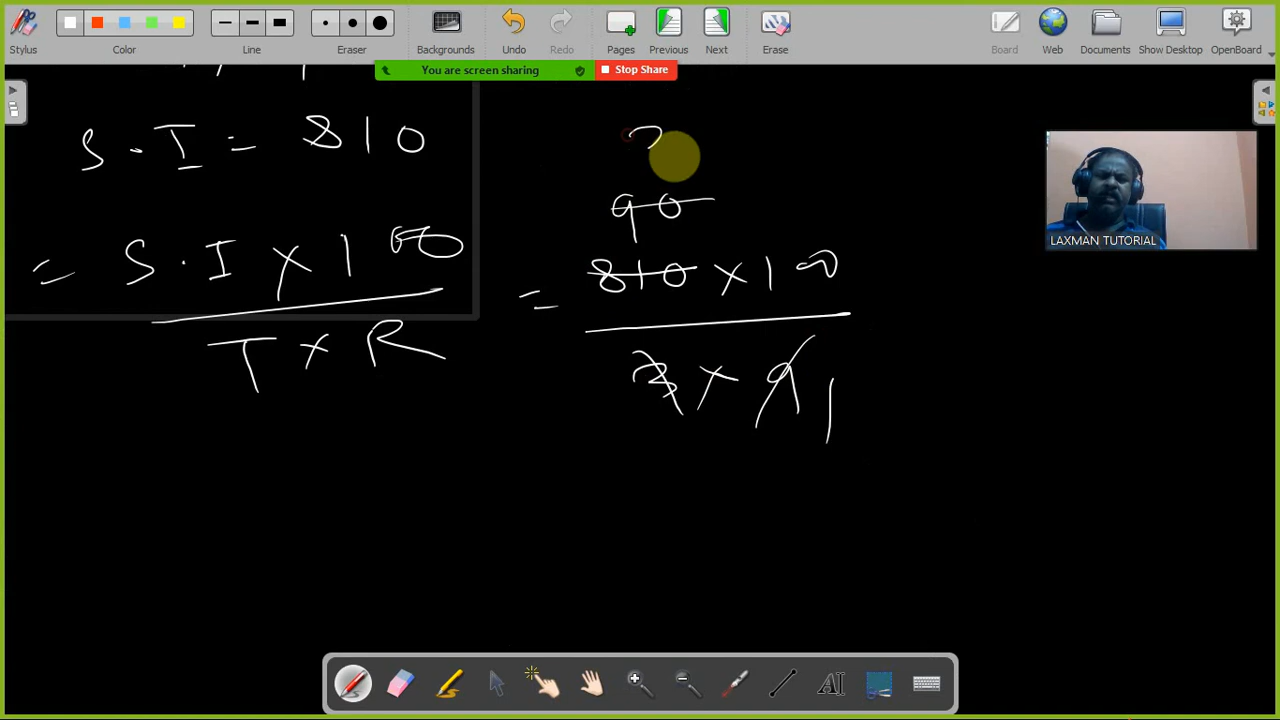 Stylus Color Line Eraser Backgrounds Undo Redo Pages Previous Next Erase Board Web Documents Show Desktop OpenBoard
You are screen sharing Stop Share
S.I = 810
90
= S.I x 100
= 810 x 100
T x R
3 x 9 1
LAXMAN TUTORIAL